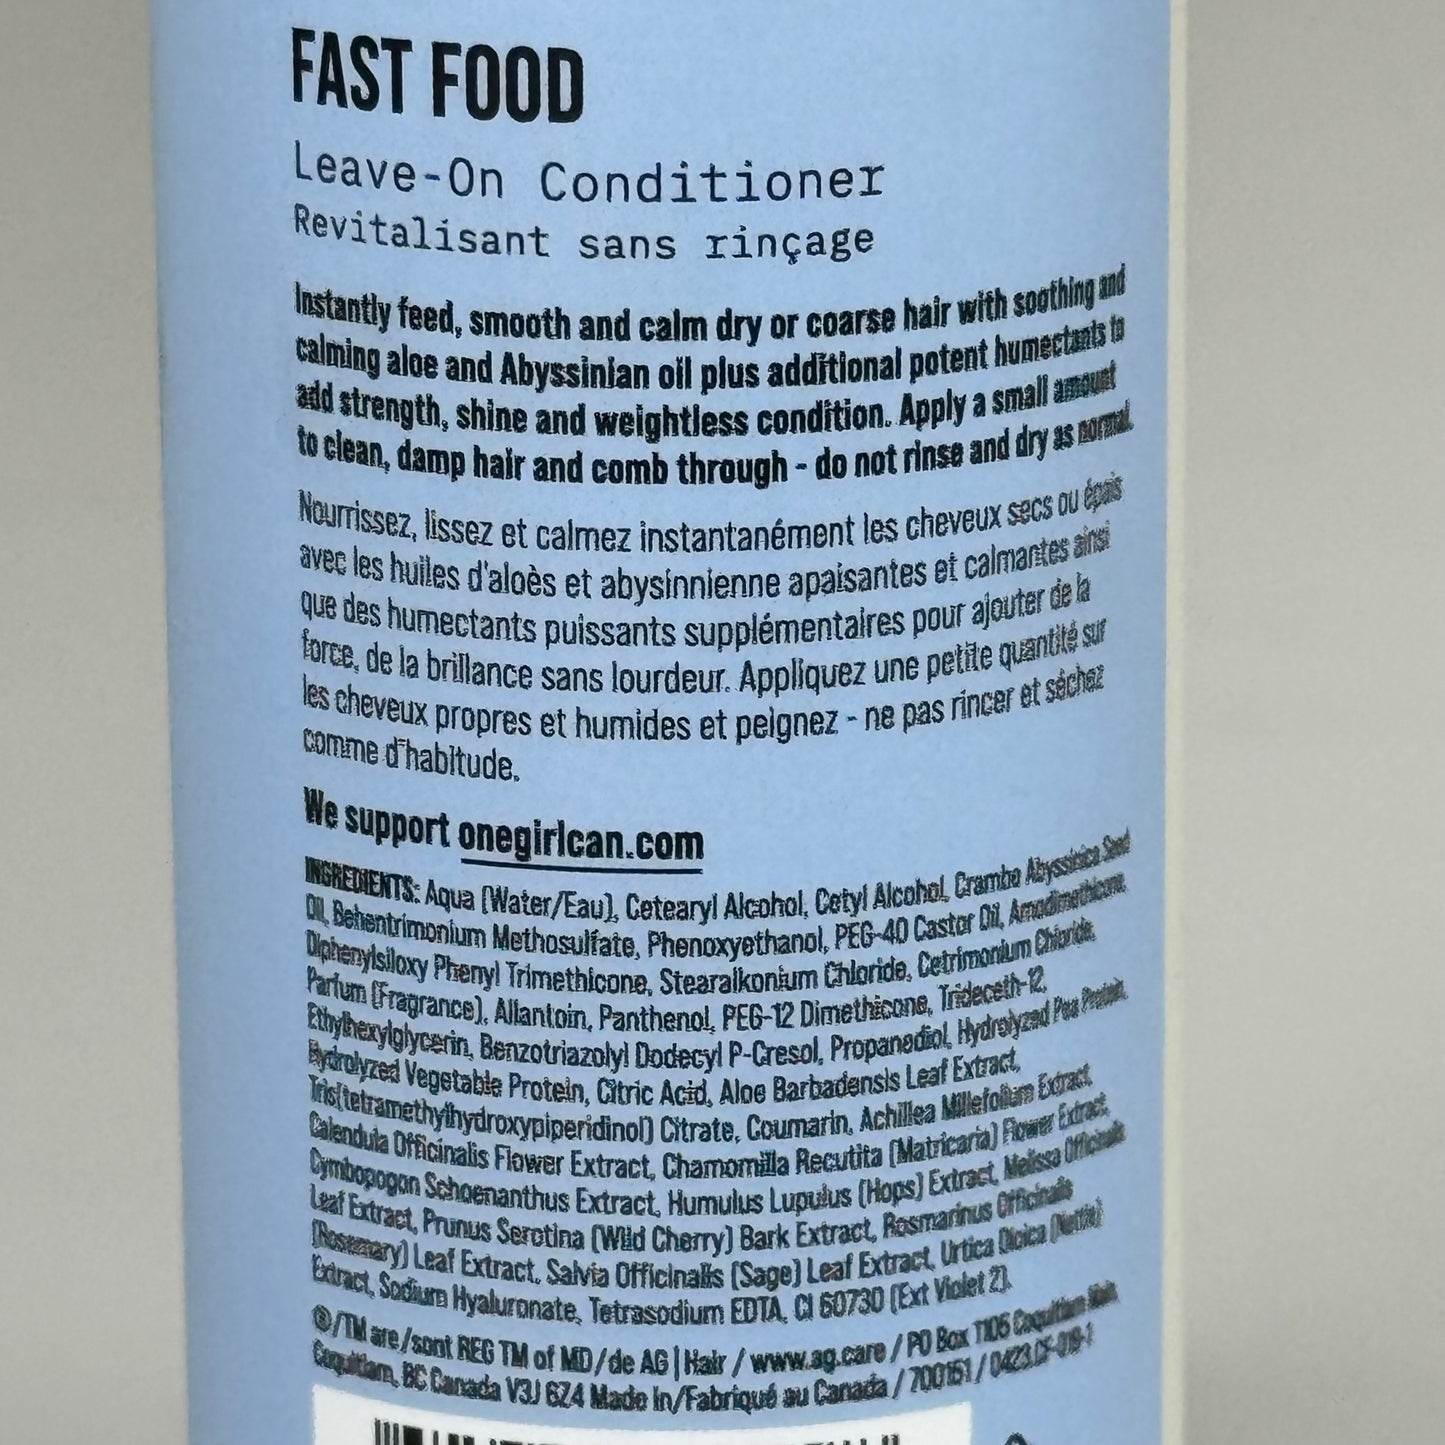 FAST FOOD
Leave-On Conditioner
Revitalisant sans rinçage
Instantly feed, smooth and calm dry or coarse hair with soothing and
calming aloe and Abyssinian oil plus additional potent humectants to
add strength, shine and weightless condition. Apply a small amount
to clean, damp hair and comb through - do not rinse and dry as normal.
Nourrissez, lissez et calmez instantanément les cheveux secs ou épais
avec les huiles d'aloès et abysinnienne apaisantes et calmantes ainsi
que des humectants puissants supplémentaires pour ajouter de la
force, de la brillance sans lourdeur. Appliquez une petite quantité sur
les cheveux propres et humides et peignez - ne pas rincer et séchez
comme d'habitude.
We support onegirlcan.com
INGREDIENTS: Aqua (Water/Eau), Cetearyl Alcohol, Cetyl Alcohol, Crambe Abyssinica Seed
Oil, Behentrimonium Methosulfate, Phenoxyethanol, PEG-40 Castor Oil, Amodimethicone,
Diphenylsiloxy Phenyl Trimethicone, Stearalkonium Chloride, Cetrimonium Chloride,
Parfum (Fragrance), Allantoin, Panthenol, PEG-12 Dimethicone, Trideceth-12,
Ethylhexylglycerin, Benzotriazolyl Dodecyl P-Cresol, Propanediol, Hydrolyzed Pea Protein,
Hydrolyzed Vegetable Protein, Citric Acid, Aloe Barbadensis Leaf Extract,
Tris(tetramethylhydroxypiperidinol) Citrate, Coumarin, Achillea Millefolium Extract,
Calendula Officinalis Flower Extract, Chamomilla Recutita (Matricaria) Flower Extract,
Cymbopogon Schoenanthus Extract, Humulus Lupulus (Hops) Extract, Melissa Officinalis
Leaf Extract, Prunus Serotina (Wild Cherry) Bark Extract, Rosmarinus Officinalis
(Rosemary) Leaf Extract, Salvia Officinalis (Sage) Leaf Extract, Urtica Dioica (Nettle)
Extract, Sodium Hyaluronate, Tetrasodium EDTA, CI 60730 (Ext Violet 2).
®/TM are/sont REG TM of MD/de AG | Hair / www.ag.care / PO Box 1106 Coquitlam Main,
Coquitlam, BC Canada V3J 6Z4 Made in/Fabriqué au Canada / 700151 / 0423.CF-019-1